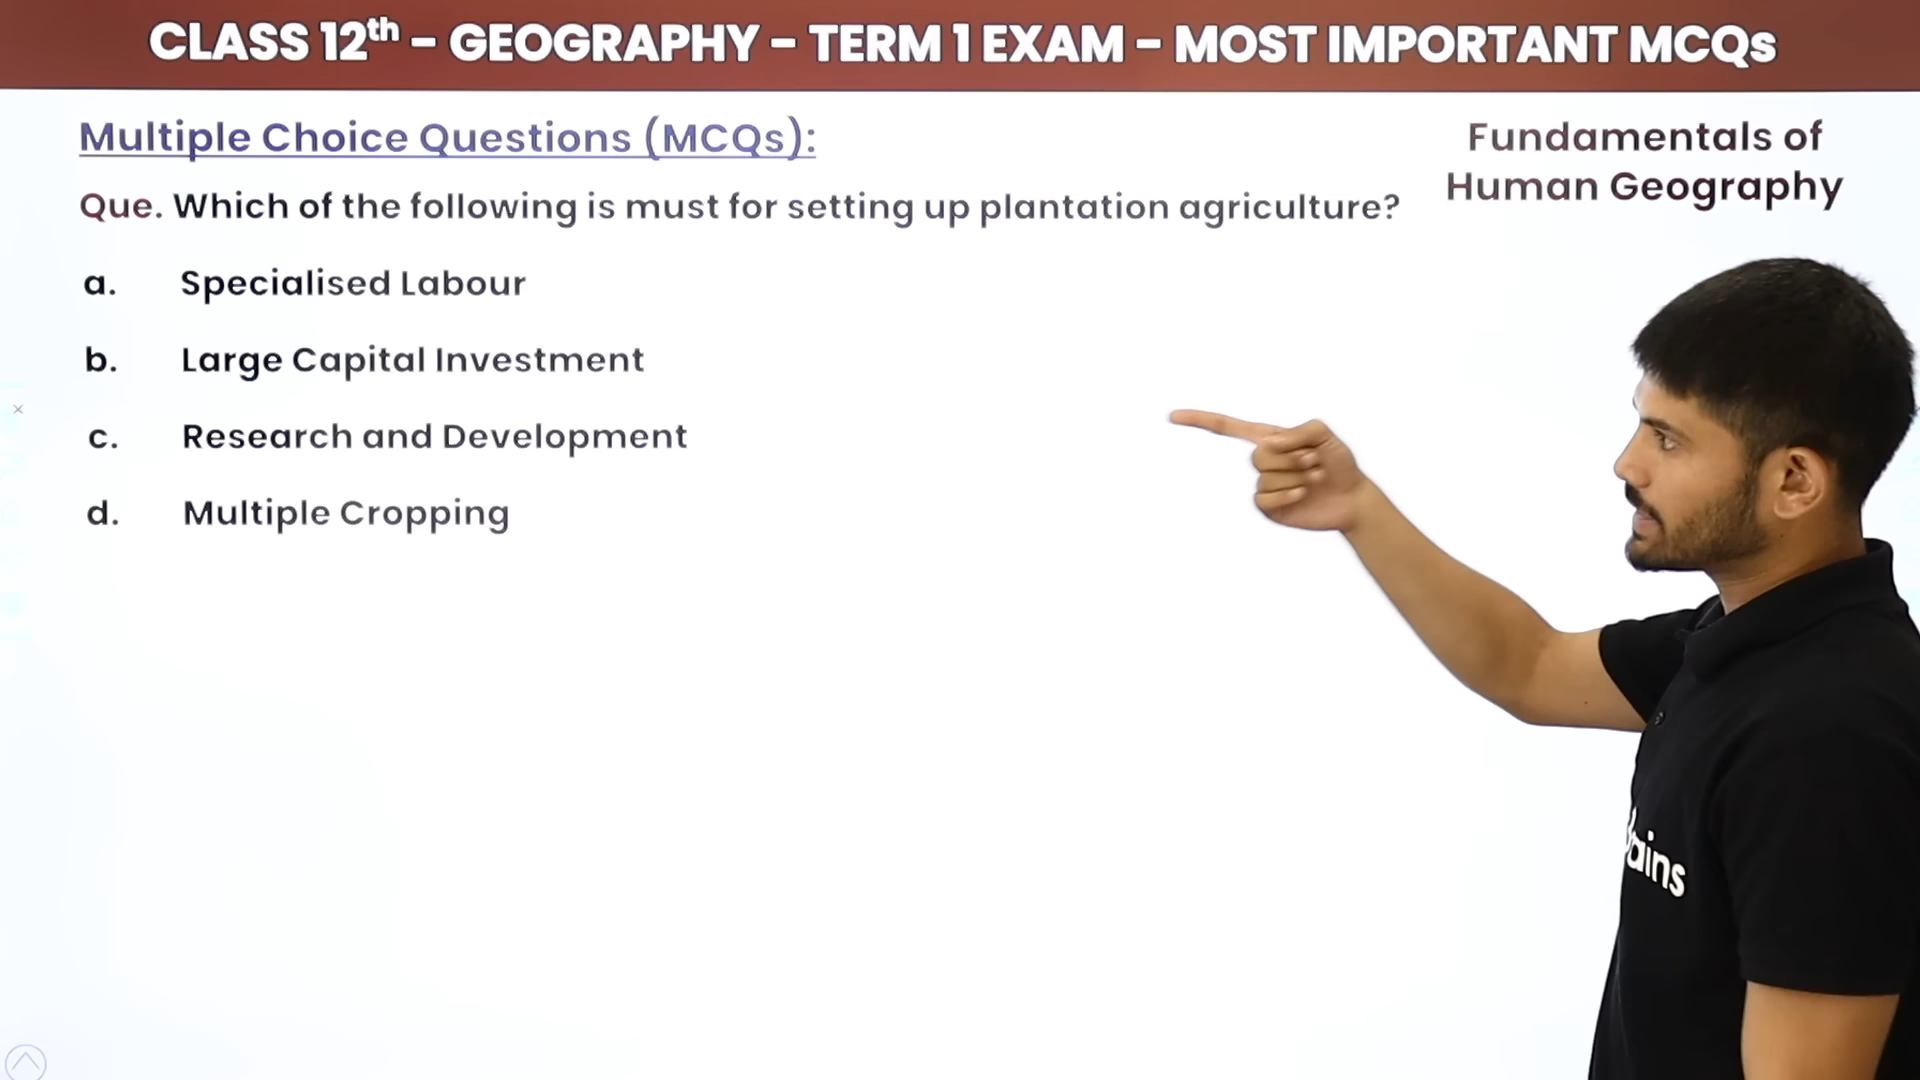 CLASS 12th - GEOGRAPHY - TERM 1 EXAM - MOST IMPORTANT MCQs
Multiple Choice Questions (MCQs):
Fundamentals of
Human Geography
Que. Which of the following is must for setting up plantation agriculture?
a. Specialised Labour
b. Large Capital Investment
c. Research and Development
d. Multiple Cropping